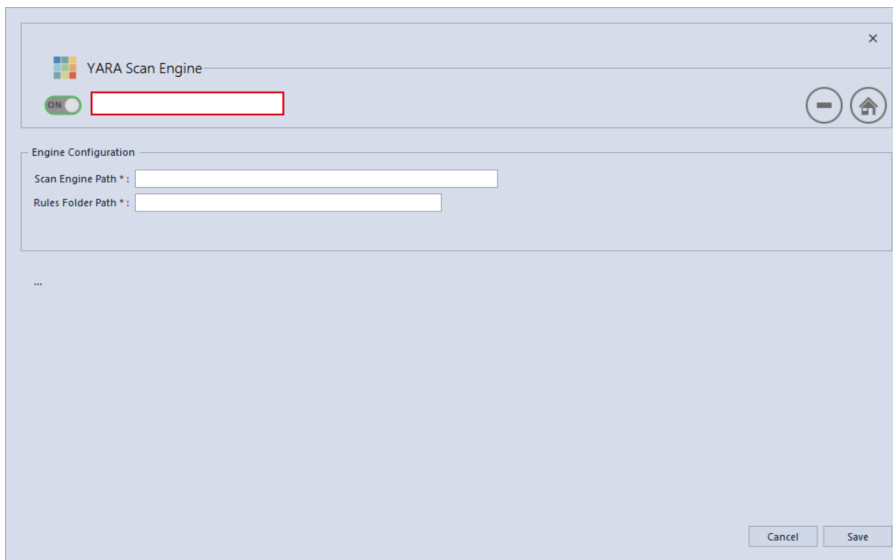 YARA Scan Engine
ON
Engine Configuration
Scan Engine Path * :
Rules Folder Path * :
...
Cancel Save